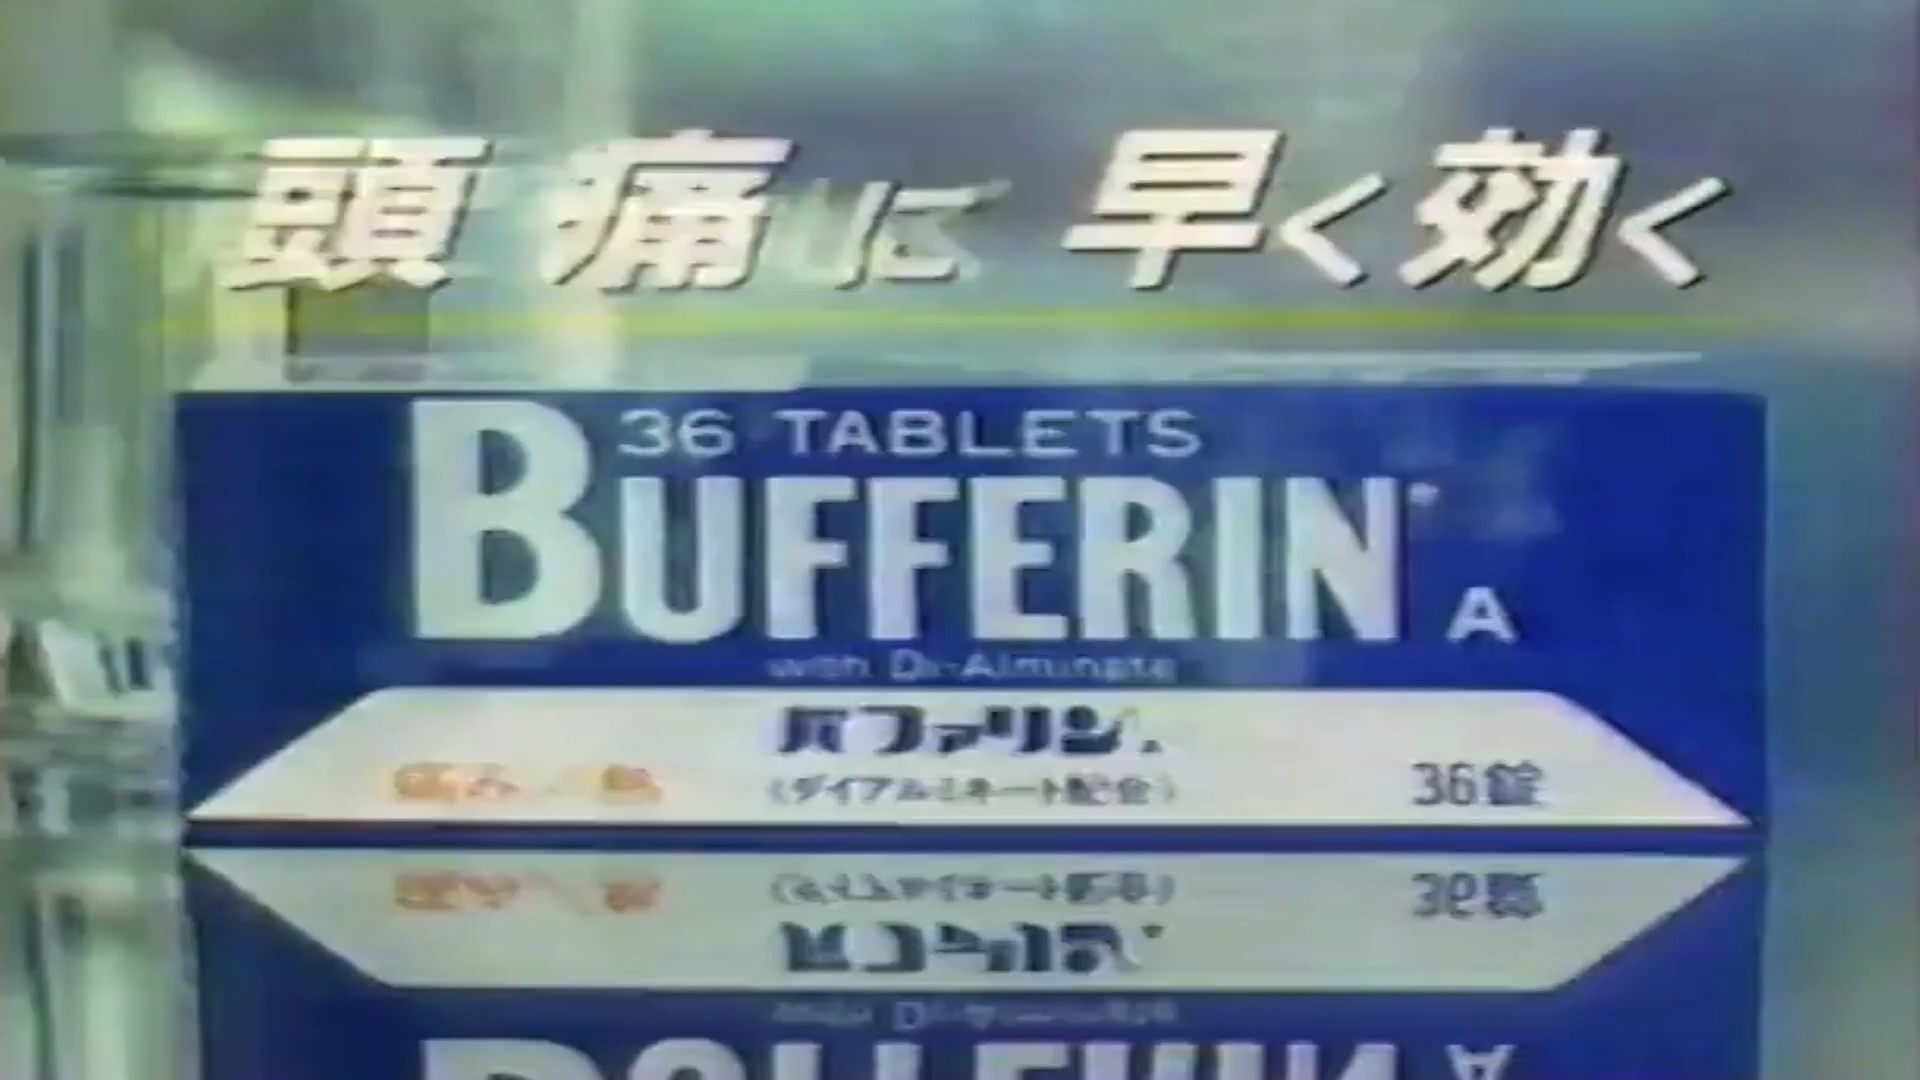 頭痛に 早く効く
36 TABLETS
BUFFERIN A
with Di-Alminate
バファリン
痛み／熱
(ダイアルミネート配合)
36錠